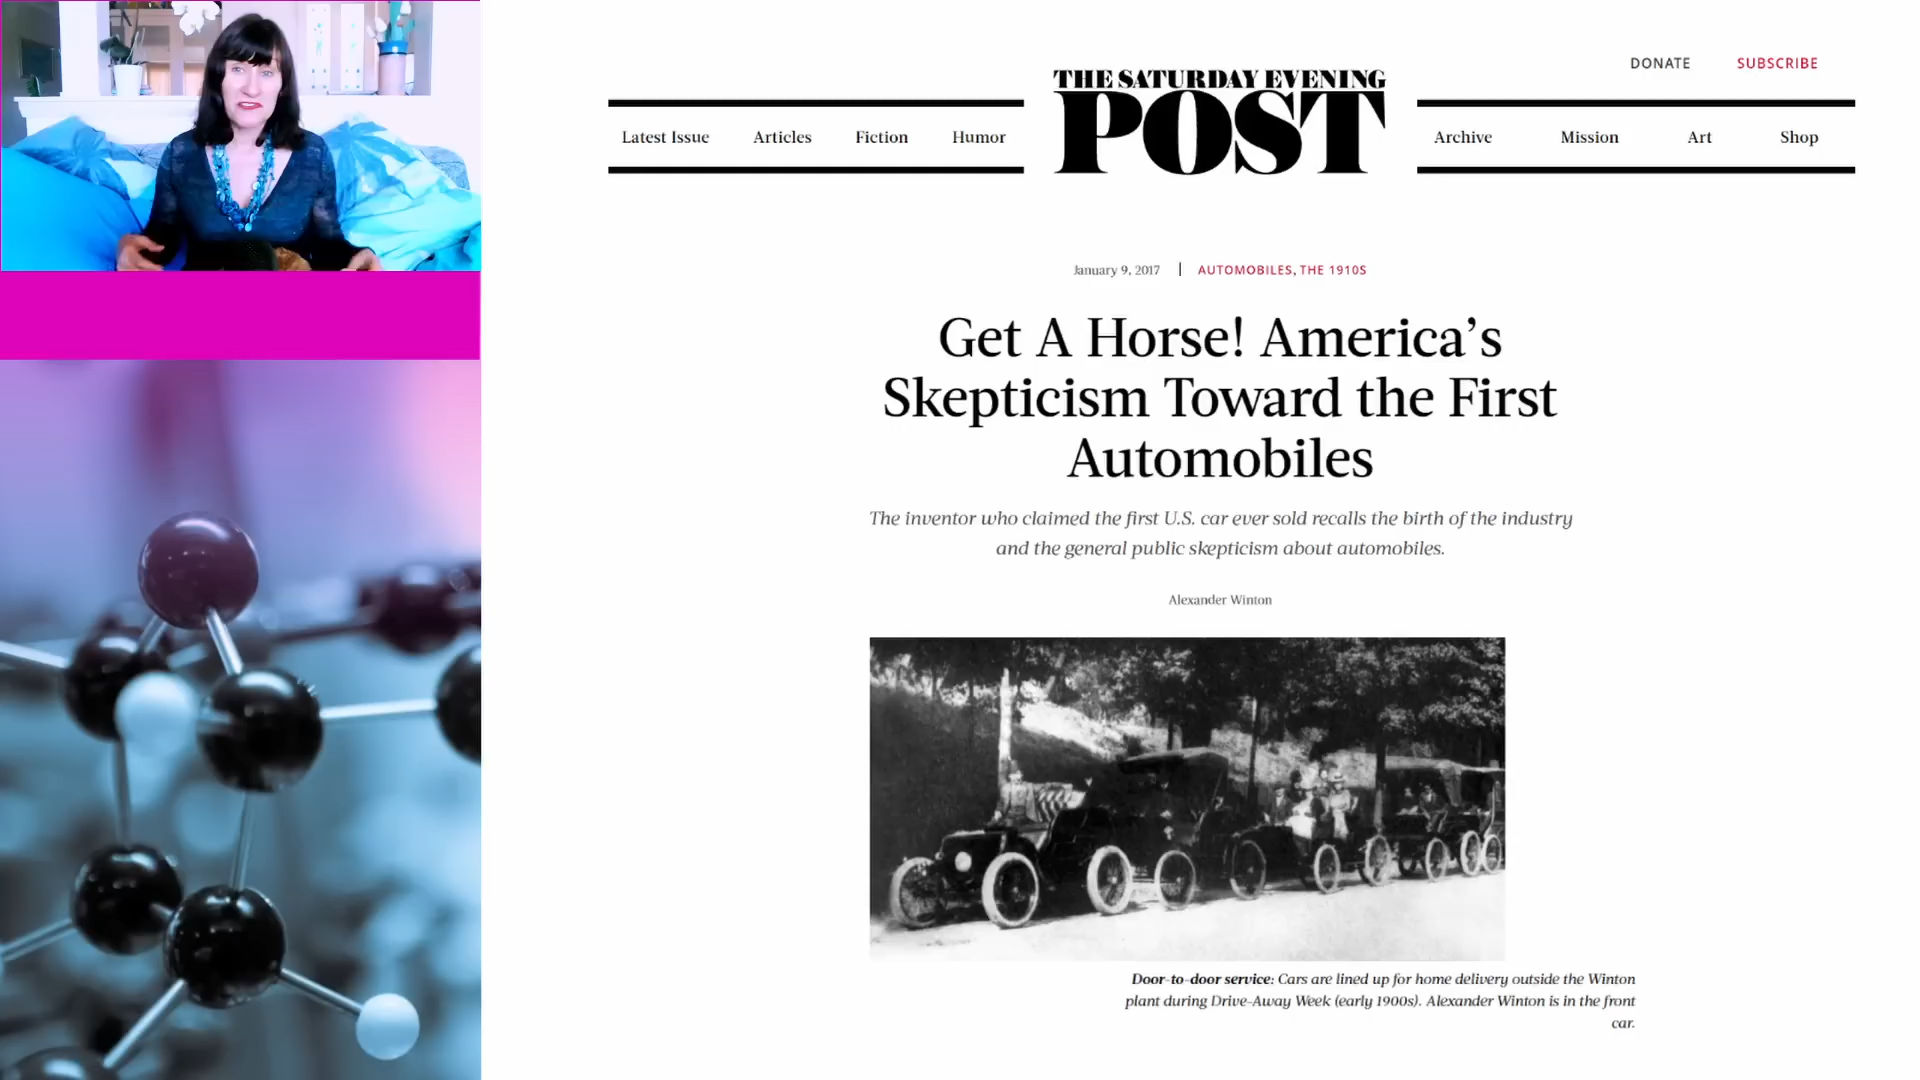 DONATE SUBSCRIBE
THE SATURDAY EVENING
POST
Latest Issue Articles Fiction Humor Archive Mission Art Shop
January 9, 2017 | AUTOMOBILES, THE 1910S
Get A Horse! America’s
Skepticism Toward the First
Automobiles
The inventor who claimed the first U.S. car ever sold recalls the birth of the industry
and the general public skepticism about automobiles.
Alexander Winton
Door-to-door service: Cars are lined up for home delivery outside the Winton
plant during Drive-Away Week (early 1900s). Alexander Winton is in the front
car.